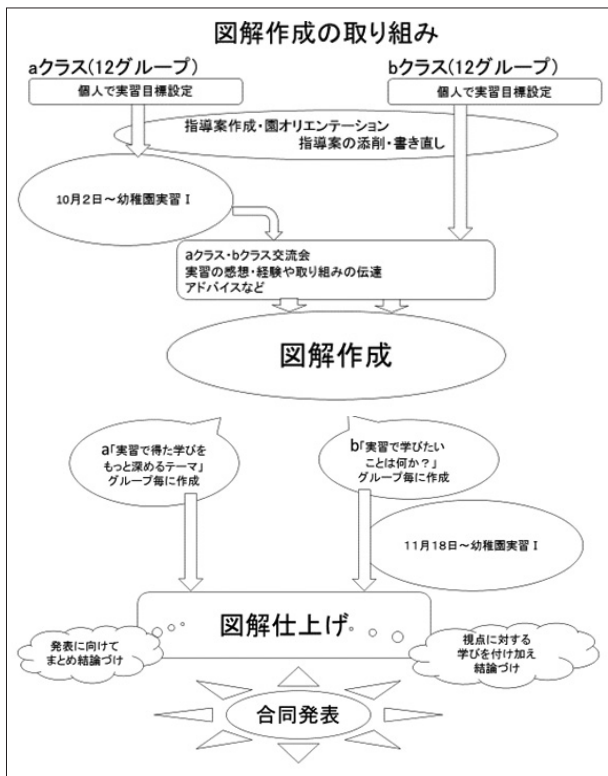 図解作成の取り組み
aクラス(12グループ)
bクラス(12グループ)
個人で実習目標設定
個人で実習目標設定
指導案作成・園オリエンテーション
指導案の添削・書き直し
10月2日～幼稚園実習Ⅰ
aクラス・bクラス交流会
実習の感想・経験や取り組みの伝達
アドバイスなど
図解作成
a「実習で得た学びを
もっと深めるテーマ」
グループ毎に作成
b「実習で学びたい
ことは何か？」
グループ毎に作成
11月18日～幼稚園実習Ⅰ
図解仕上げ
発表に向けて
まとめ結論づけ
視点に対する
学びを付け加え
結論づけ
合同発表